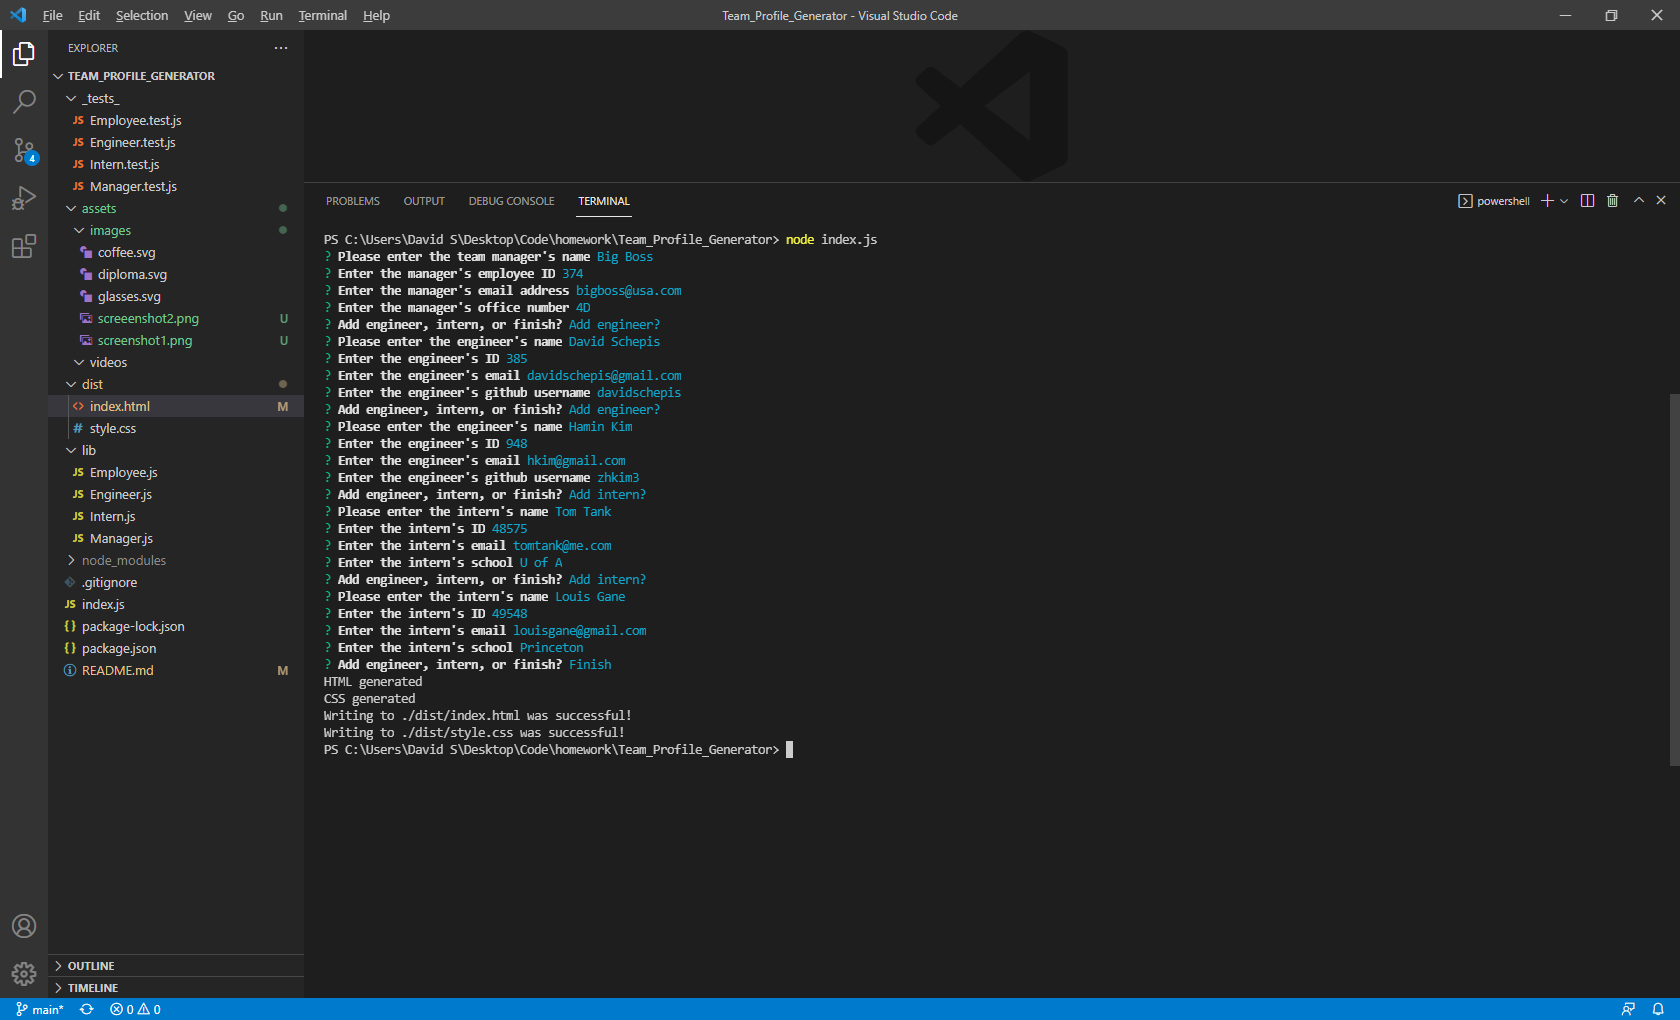 File Edit Selection View Go Run Terminal Help
Team_Profile_Generator - Visual Studio Code
EXPLORER
TEAM_PROFILE_GENERATOR
_tests_
JS Employee.test.js
JS Engineer.test.js
JS Intern.test.js
JS Manager.test.js
assets
images
coffee.svg
diploma.svg
glasses.svg
screeenshot2.png U
screenshot1.png U
videos
dist
<> index.html M
# style.css
lib
JS Employee.js
JS Engineer.js
JS Intern.js
JS Manager.js
node_modules
.gitignore
JS index.js
{} package-lock.json
{} package.json
README.md M
OUTLINE
TIMELINE
4
PROBLEMS OUTPUT DEBUG CONSOLE TERMINAL
powershell
PS C:\Users\David S\Desktop\Code\homework\Team_Profile_Generator> node index.js
? Please enter the team manager's name Big Boss
? Enter the manager's employee ID 374
? Enter the manager's email address bigboss@usa.com
? Enter the manager's office number 4D
? Add engineer, intern, or finish? Add engineer?
? Please enter the engineer's name David Schepis
? Enter the engineer's ID 385
? Enter the engineer's email davidschepis@gmail.com
? Enter the engineer's github username davidschepis
? Add engineer, intern, or finish? Add engineer?
? Please enter the engineer's name Hamin Kim
? Enter the engineer's ID 948
? Enter the engineer's email hkim@gmail.com
? Enter the engineer's github username zhkim3
? Add engineer, intern, or finish? Add intern?
? Please enter the intern's name Tom Tank
? Enter the intern's ID 48575
? Enter the intern's email tomtank@me.com
? Enter the intern's school U of A
? Add engineer, intern, or finish? Add intern?
? Please enter the intern's name Louis Gane
? Enter the intern's ID 49548
? Enter the intern's email louisgane@gmail.com
? Enter the intern's school Princeton
? Add engineer, intern, or finish? Finish
HTML generated
CSS generated
Writing to ./dist/index.html was successful!
Writing to ./dist/style.css was successful!
PS C:\Users\David S\Desktop\Code\homework\Team_Profile_Generator>
main* 0 0